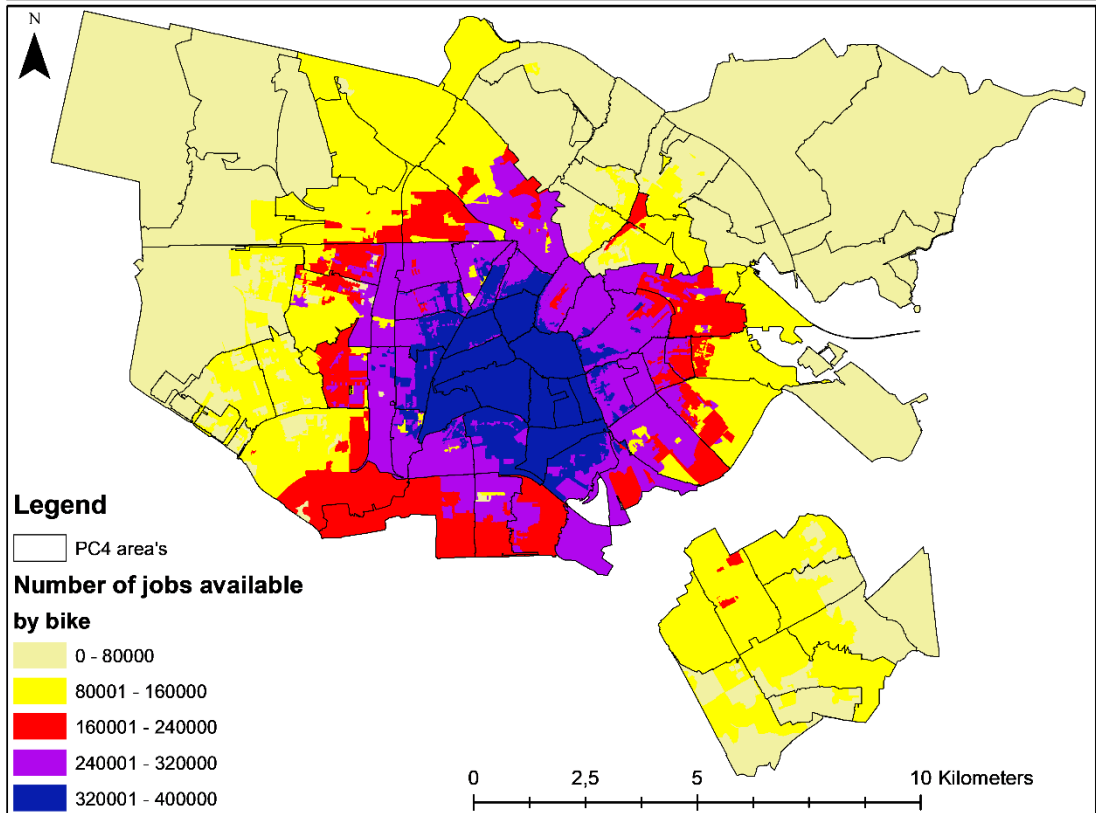 N
Legend
PC4 area's
Number of jobs available
by bike
0 - 80000
80001 - 160000
160001 - 240000
240001 - 320000
320001 - 400000
0 2,5 5 10 Kilometers